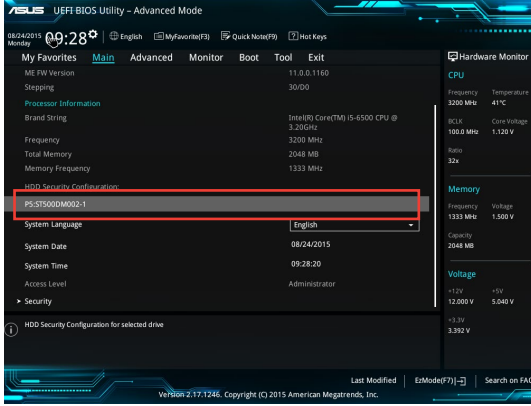 ASUS UEFI BIOS Utility – Advanced Mode
08/24/2015 Monday 09:28 English MyFavorite(F3) Quick Note(F9) Hot Keys
My Favorites Main Advanced Monitor Boot Tool Exit
Hardware Monitor
ME FW Version 11.0.0.1160
Stepping 30/D0
Processor Information
Brand String Intel(R) Core(TM) i5-6500 CPU @ 3.20GHz
Frequency 3200 MHz
Total Memory 2048 MB
Memory Frequency 1333 MHz
HDD Security Configuration:
P5:ST500DM002-1
System Language English
System Date 08/24/2015
System Time 09:28:20
Access Level Administrator
> Security
HDD Security Configuration for selected drive
CPU
Frequency Temperature
3200 MHz 41°C
BCLK Core Voltage
100.0 MHz 1.120 V
Ratio
32x
Memory
Frequency Voltage
1333 MHz 1.500 V
Capacity
2048 MB
Voltage
+12V +5V
12.000 V 5.040 V
+3.3V
3.392 V
Last Modified EzMode(F7) Search on FAQ
Version 2.17.1246. Copyright (C) 2015 American Megatrends, Inc.